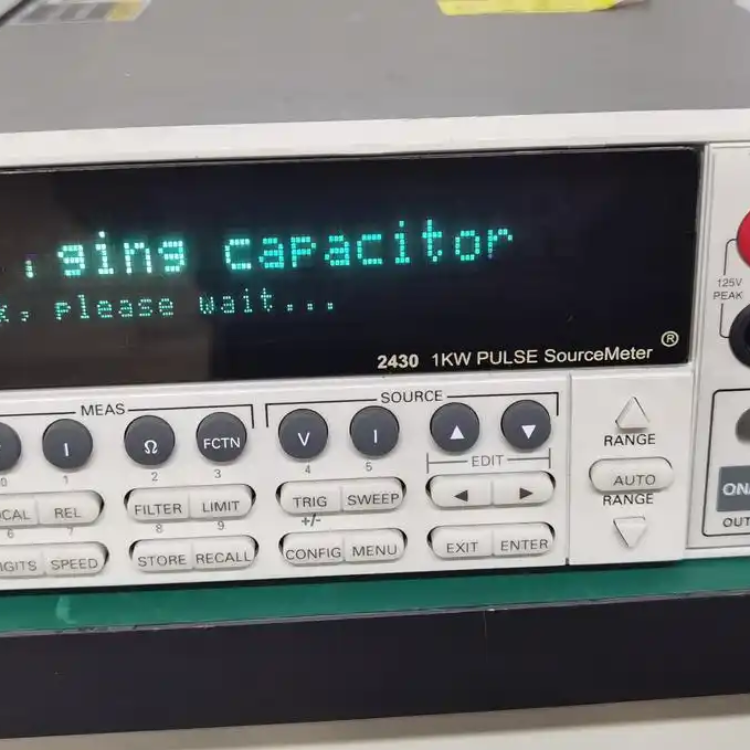 ging capacitor
, please wait...
2430 1KW PULSE SourceMeter ®
125V
PEAK
MEAS
SOURCE
I
Ω
FCTN
V
I
▲
▼
0
1
2
3
4
5
EDIT
RANGE
AUTO
RANGE
REL
FILTER
LIMIT
TRIG
SWEEP
◀
▶
ON
6
7
8
9
+/-
SPEED
STORE
RECALL
CONFIG
MENU
EXIT
ENTER